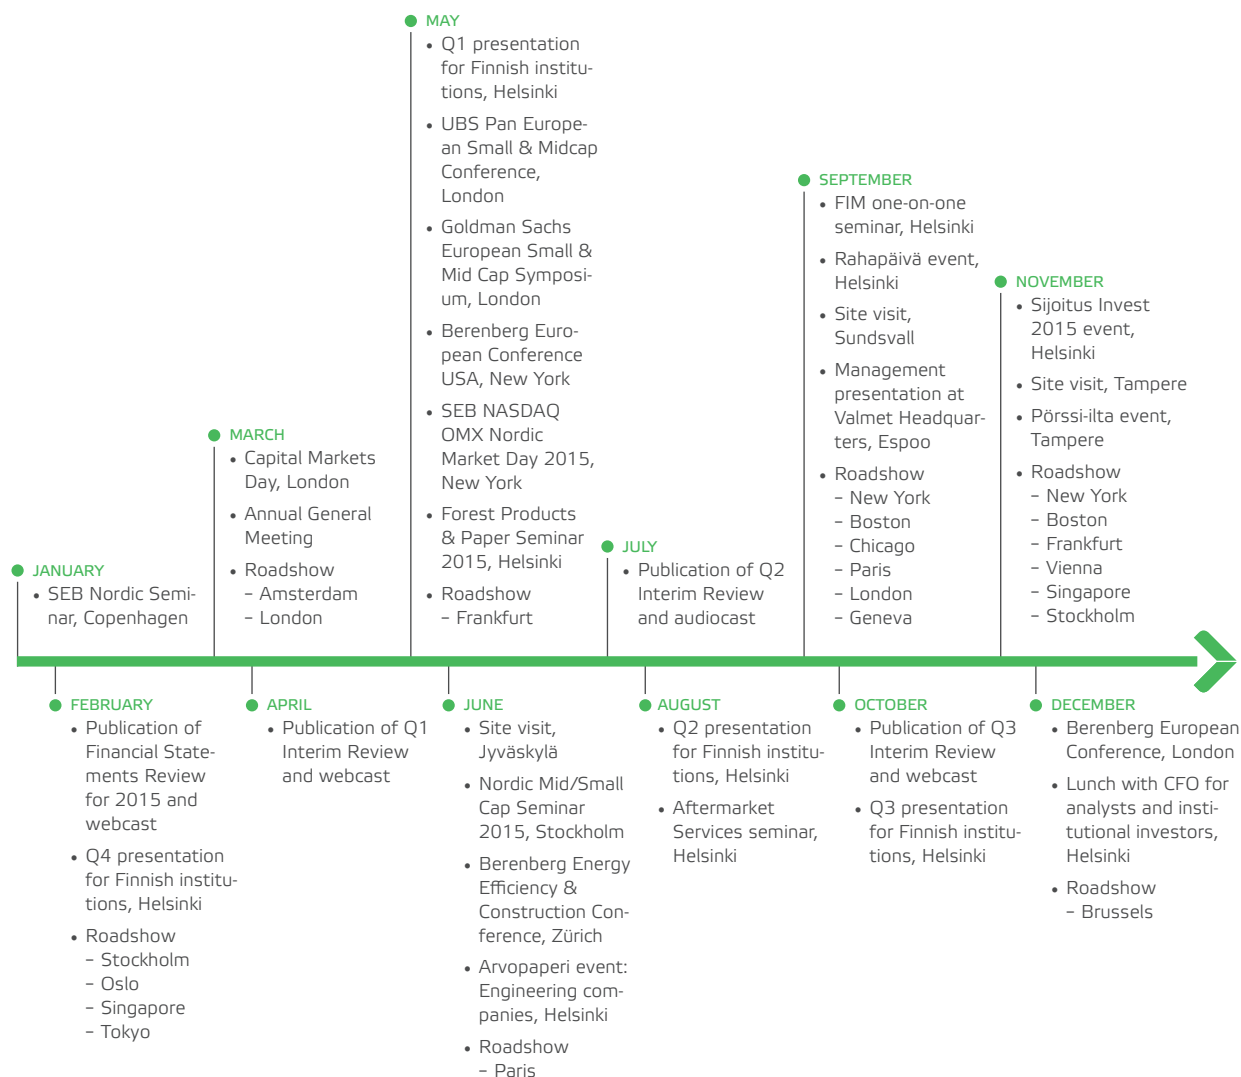 JANUARY
• SEB Nordic Semi-
nar, Copenhagen
FEBRUARY
• Publication of
Financial State-
ments Review
for 2015 and
webcast
• Q4 presentation
for Finnish institu-
tions, Helsinki
• Roadshow
– Stockholm
– Oslo
– Singapore
– Tokyo
MARCH
• Capital Markets
Day, London
• Annual General
Meeting
• Roadshow
– Amsterdam
– London
APRIL
• Publication of Q1
Interim Review
and webcast
MAY
• Q1 presentation
for Finnish institu-
tions, Helsinki
• UBS Pan Europe-
an Small & Midcap
Conference,
London
• Goldman Sachs
European Small &
Mid Cap Symposi-
um, London
• Berenberg Euro-
pean Conference
USA, New York
• SEB NASDAQ
OMX Nordic
Market Day 2015,
New York
• Forest Products
& Paper Seminar
2015, Helsinki
• Roadshow
– Frankfurt
JUNE
• Site visit,
Jyväskylä
• Nordic Mid/Small
Cap Seminar
2015, Stockholm
• Berenberg Energy
Efficiency &
Construction Con-
ference, Zürich
• Arvopaperi event:
Engineering com-
panies, Helsinki
• Roadshow
– Paris
JULY
• Publication of Q2
Interim Review
and audiocast
AUGUST
• Q2 presentation
for Finnish institu-
tions, Helsinki
• Aftermarket
Services seminar,
Helsinki
SEPTEMBER
• FIM one-on-one
seminar, Helsinki
• Rahapäivä event,
Helsinki
• Site visit,
Sundsvall
• Management
presentation at
Valmet Headquar-
ters, Espoo
• Roadshow
– New York
– Boston
– Chicago
– Paris
– London
– Geneva
OCTOBER
• Publication of Q3
Interim Review
and webcast
• Q3 presentation
for Finnish institu-
tions, Helsinki
NOVEMBER
• Sijoitus Invest
2015 event,
Helsinki
• Site visit, Tampere
• Pörssi-ilta event,
Tampere
• Roadshow
– New York
– Boston
– Frankfurt
– Vienna
– Singapore
– Stockholm
DECEMBER
• Berenberg European
Conference, London
• Lunch with CFO for
analysts and insti-
tutional investors,
Helsinki
• Roadshow
– Brussels